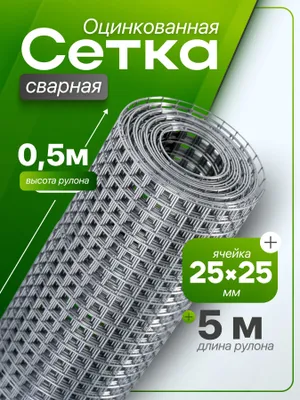 Оцинкованная
Сетка
сварная
0,5м
высота рулона
ячейка
25×25
мм
5 м
длина рулона